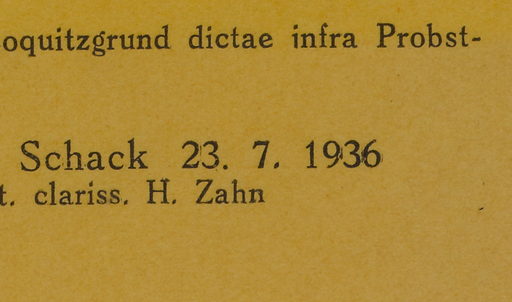 oquitzgrund dictae infra Probst-
Schack 23. 7. 1936
t. clariss. H. Zahn